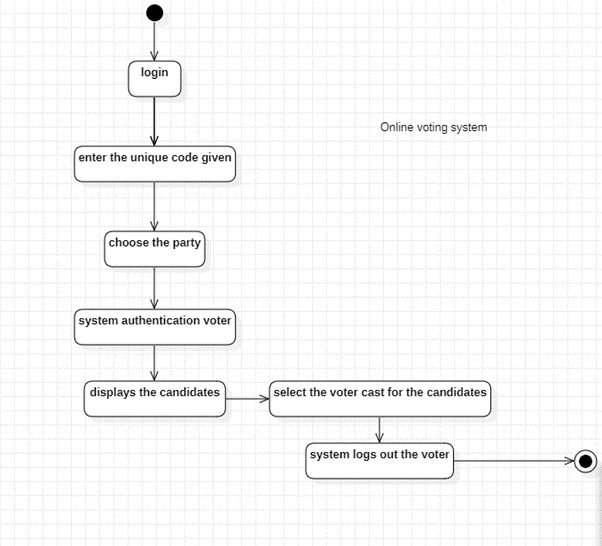 login
Online voting system
enter the unique code given
choose the party
system authentication voter
displays the candidates
select the voter cast for the candidates
system logs out the voter